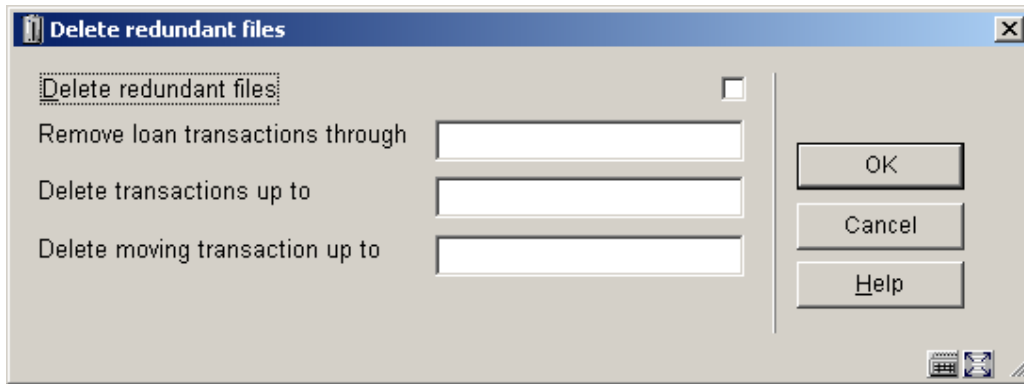 Delete redundant files
Delete redundant files
Remove loan transactions through
Delete transactions up to
Delete moving transaction up to
OK
Cancel
Help